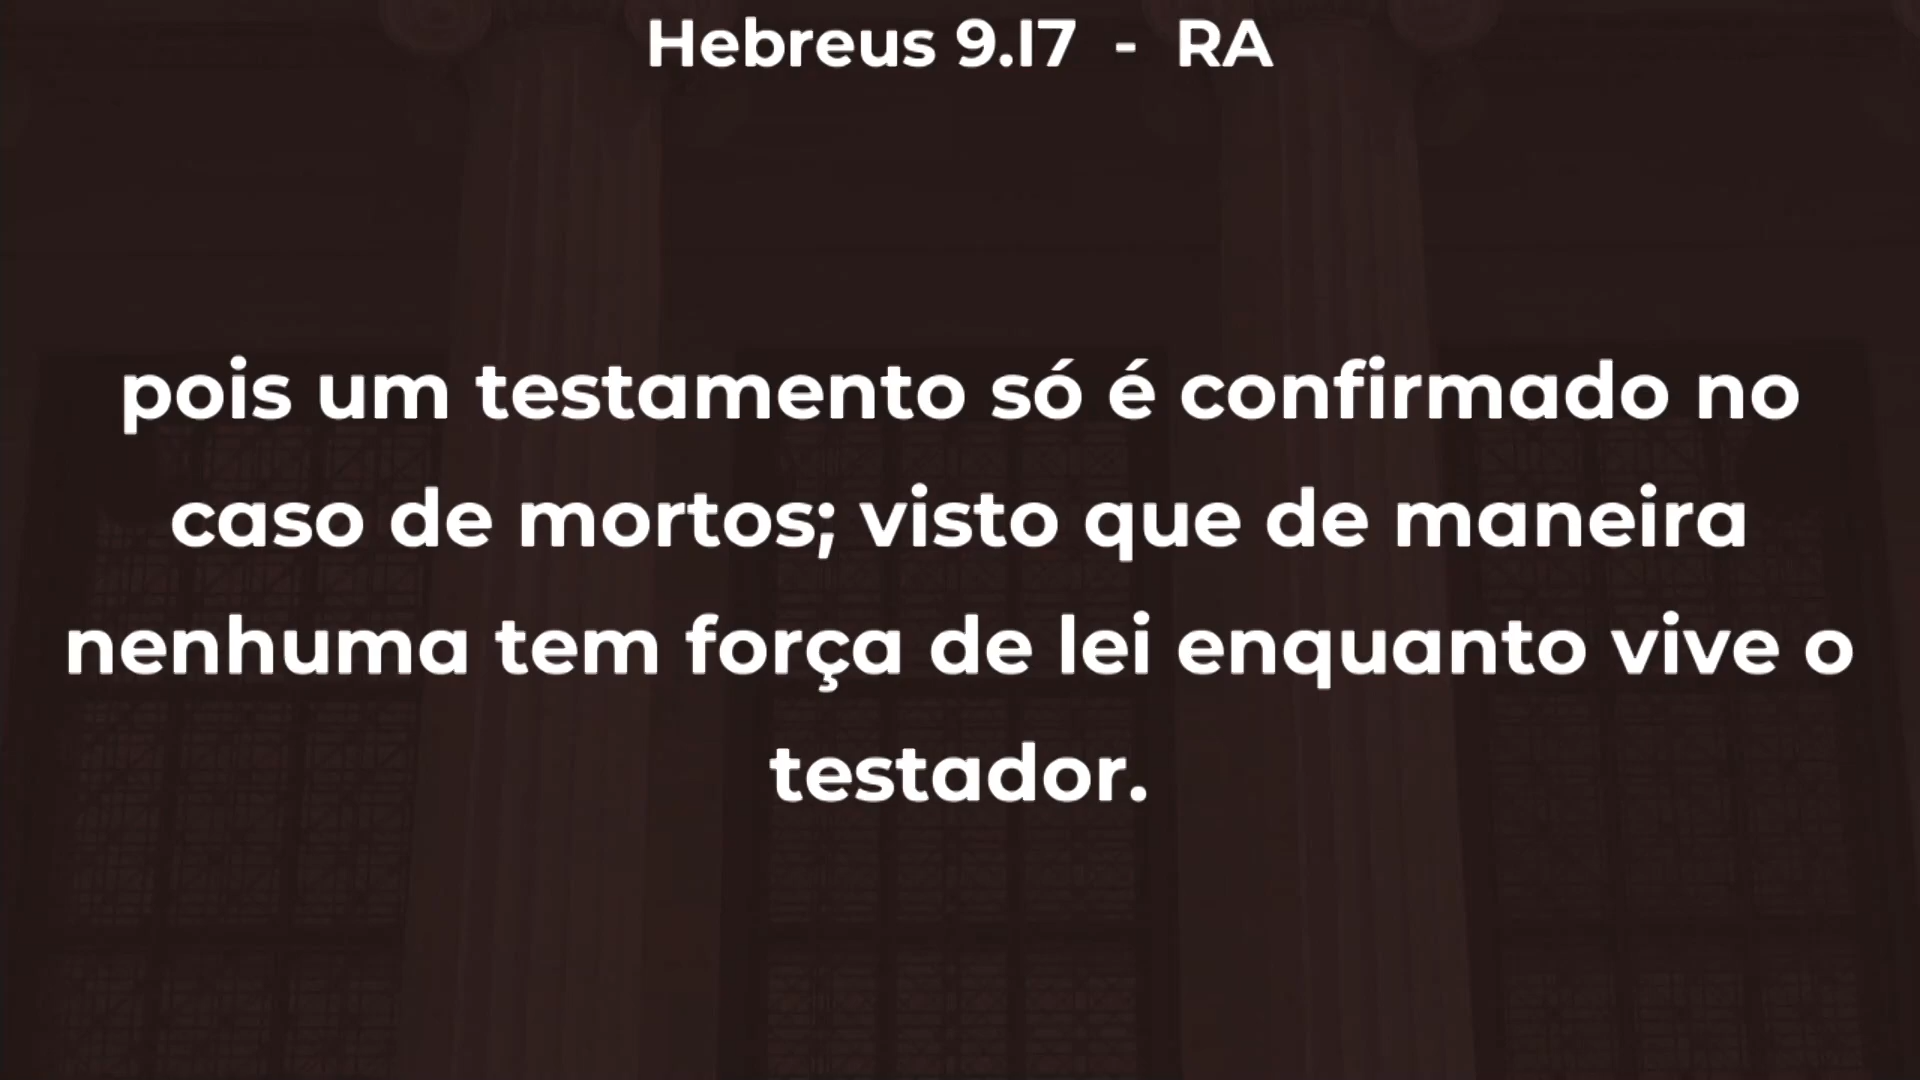 Hebreus 9.17 - RA
pois um testamento só é confirmado no
caso de mortos; visto que de maneira
nenhuma tem força de lei enquanto vive o
testador.